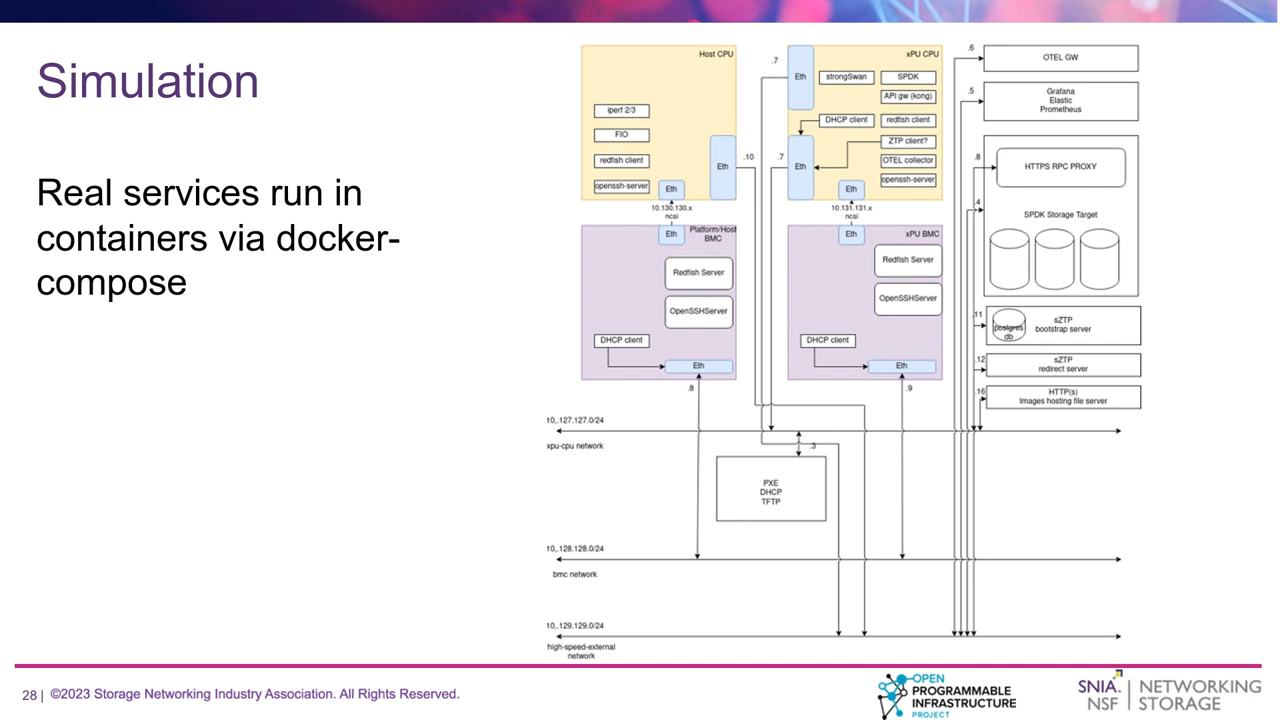 Simulation
Real services run in
containers via docker-
compose
Host CPU
iperf 2/3
FIO
redfish client
openssh-server
Eth
Eth
10.130.130.x
ncsi
.10
Eth
Platform/Host
BMC
Redfish Server
OpenSSHServer
DHCP client
Eth
.8
xPU CPU
.7
Eth
strongSwan
SPDK
API gw (kong)
DHCP client
redfish client
ZTP client?
.7
Eth
OTEL collector
openssh-server
Eth
10.131.131.x
ncsi
Eth
xPU BMC
Redfish Server
OpenSSHServer
DHCP client
Eth
.9
.6
OTEL GW
.5
Grafana
Elastic
Prometheus
.8
HTTPS RPC PROXY
.4
SPDK Storage Target
.11
postgres
db
sZTP
bootstrap server
.12
sZTP
redirect server
.16
HTTP(s)
Images hosting file server
10,.127.127.0/24
xpu-cpu network
.3
PXE
DHCP
TFTP
10,.128.128.0/24
bmc network
10,.129.129.0/24
high-speed-external
network
28 | ©2023 Storage Networking Industry Association. All Rights Reserved.
OPEN
PROGRAMMABLE
INFRASTRUCTURE
PROJECT
SNIA. | NETWORKING
NSF | STORAGE